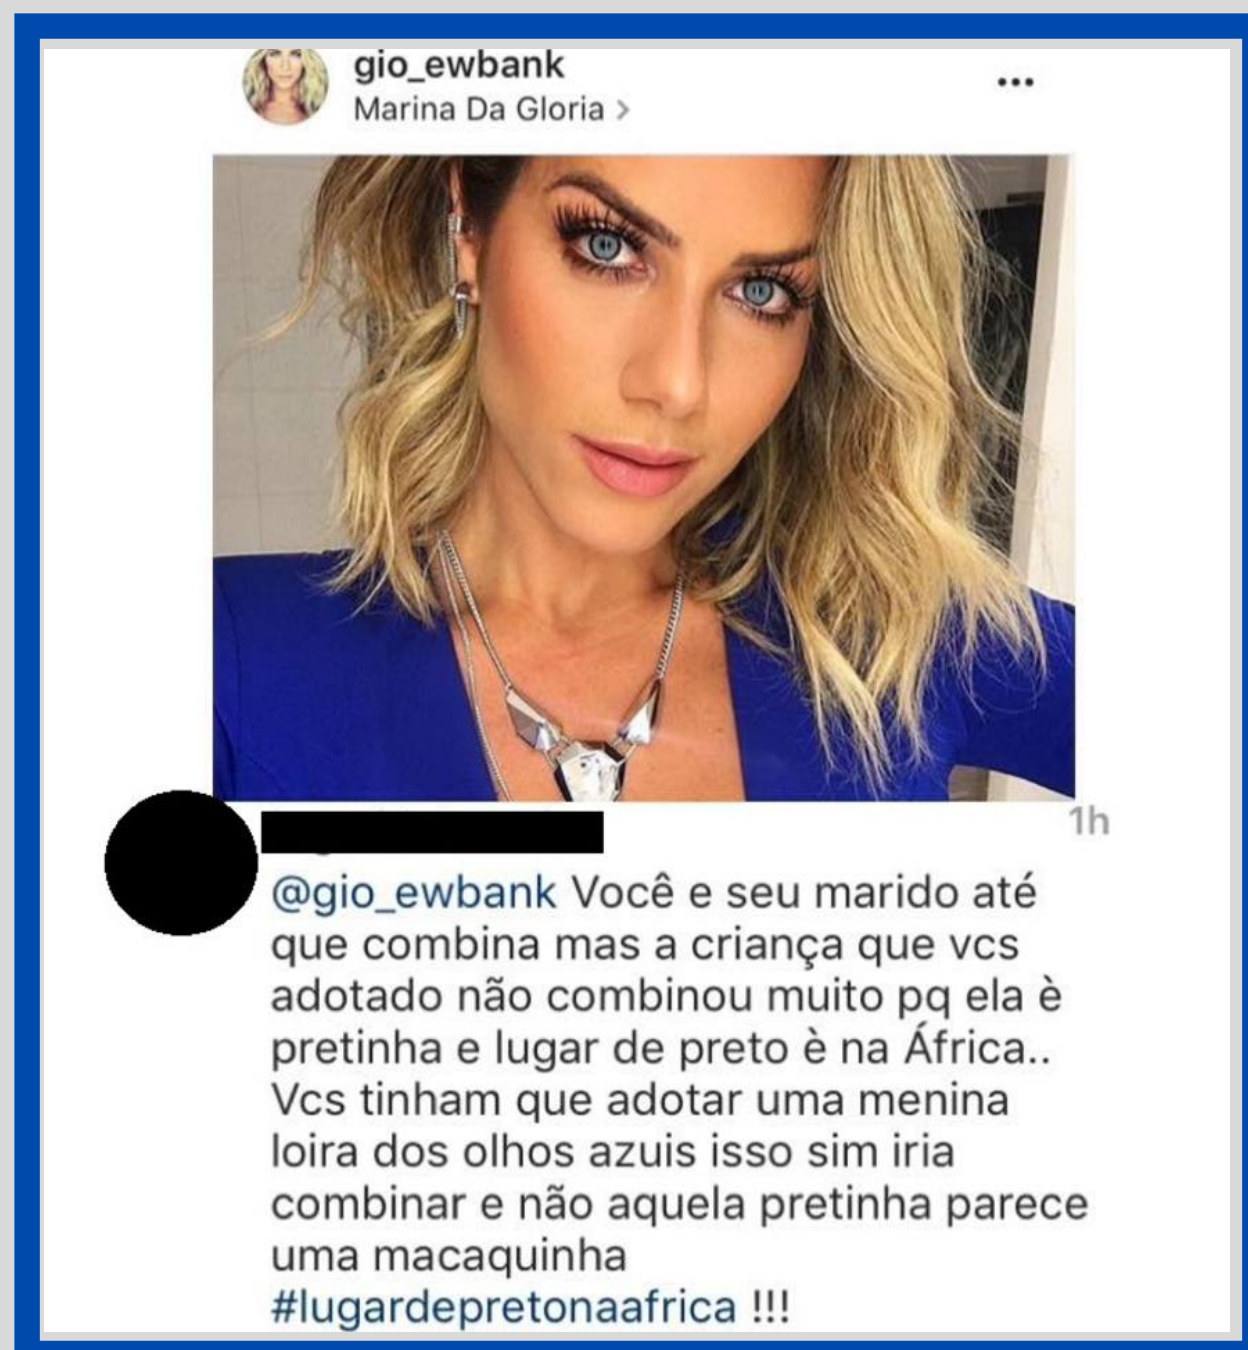 gio_ewbank
Marina Da Gloria >
...
1h
@gio_ewbank Você e seu marido até
que combina mas a criança que vcs
adotado não combinou muito pq ela è
pretinha e lugar de preto è na África..
Vcs tinham que adotar uma menina
loira dos olhos azuis isso sim iria
combinar e não aquela pretinha parece
uma macaquinha
#lugardepretonaafrica !!!